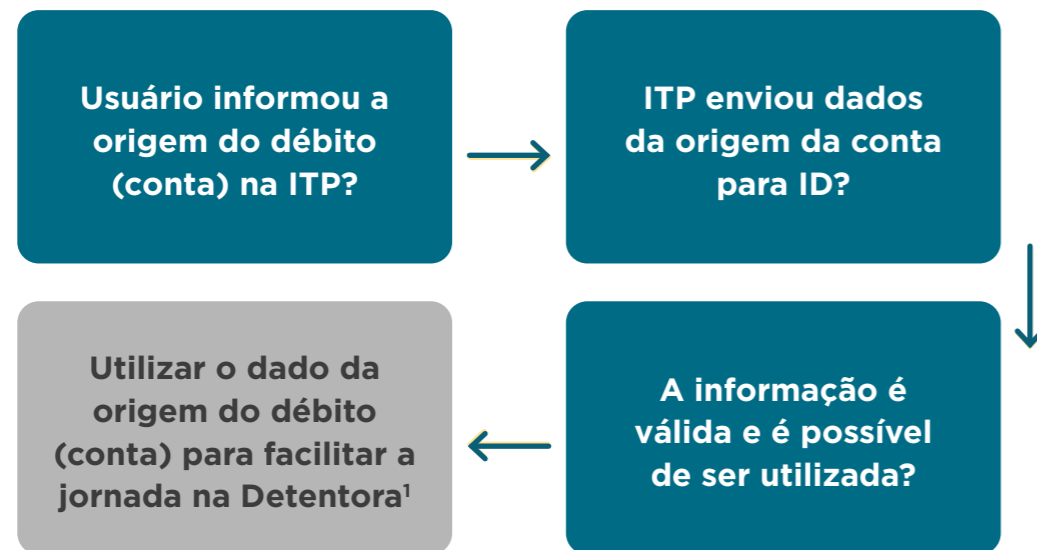 Usuário informou a
origem do débito
(conta) na ITP?
ITP enviou dados
da origem da conta
para ID?
A informação é
válida e é possível
de ser utilizada?
Utilizar o dado da
origem do débito
(conta) para facilitar a
jornada na Detentora¹